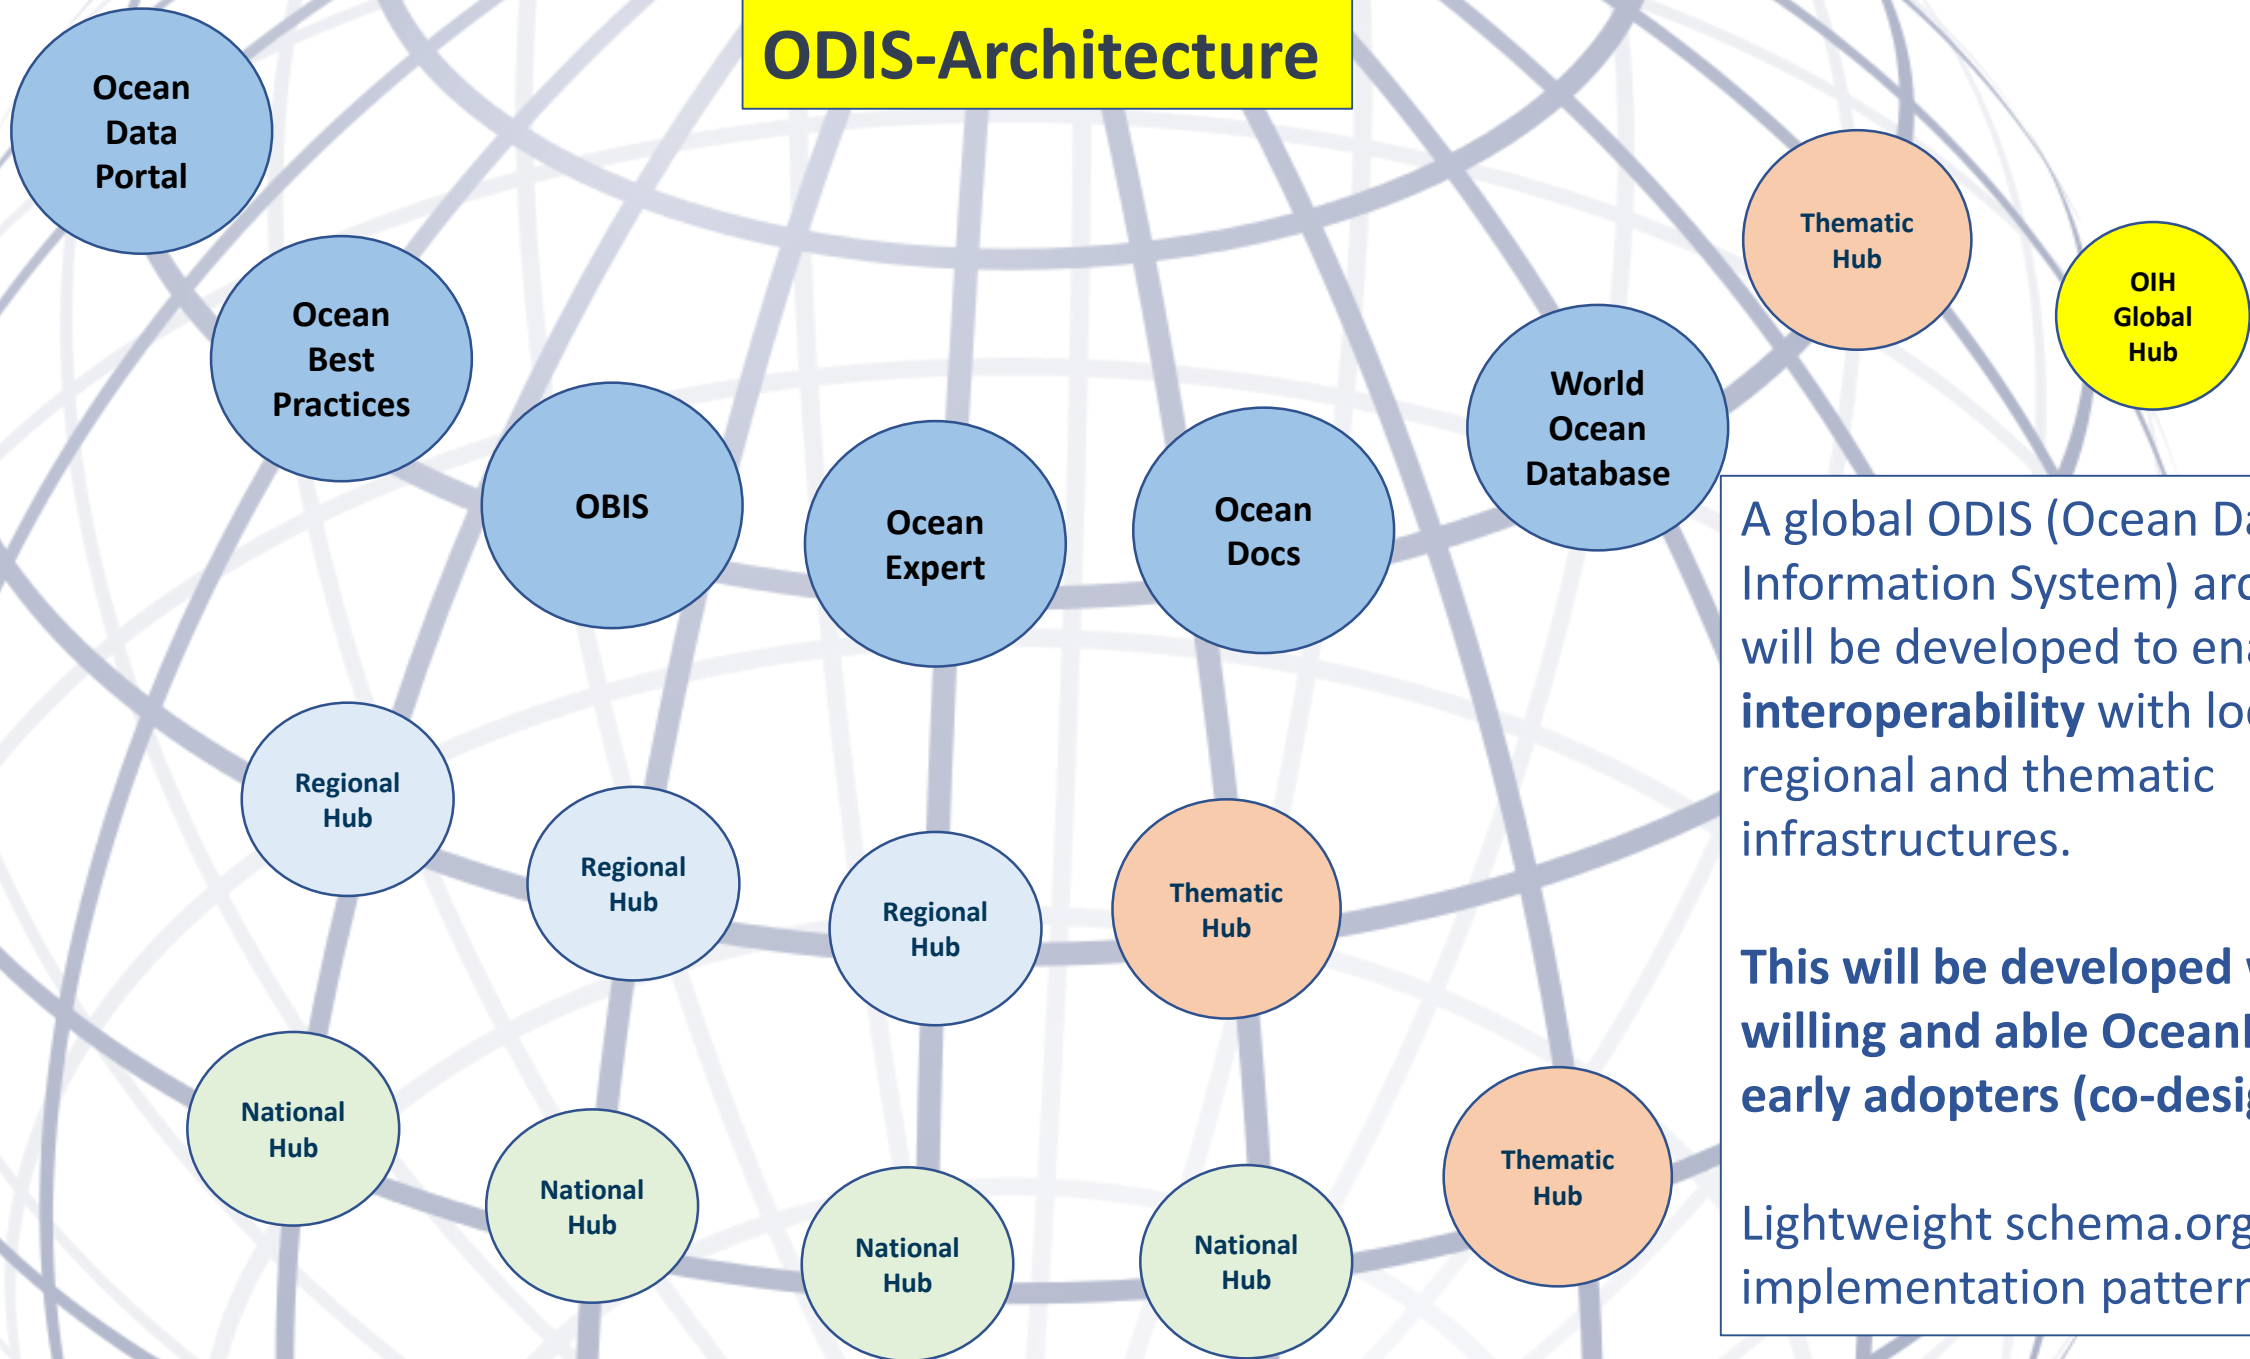 ODIS-Architecture
Ocean
Data
Portal
Ocean
Best
Practices
OBIS
Ocean
Expert
Ocean
Docs
World
Ocean
Database
Thematic
Hub
OIH
Global
Hub
Regional
Hub
Regional
Hub
Regional
Hub
Thematic
Hub
National
Hub
National
Hub
National
Hub
National
Hub
Thematic
Hub
A global ODIS (Ocean
Information System)
will be developed to
interoperability with
regional and thematic
infrastructures.
This will be developed
willing and able
early adopters
Lightweight schema.org
implementation